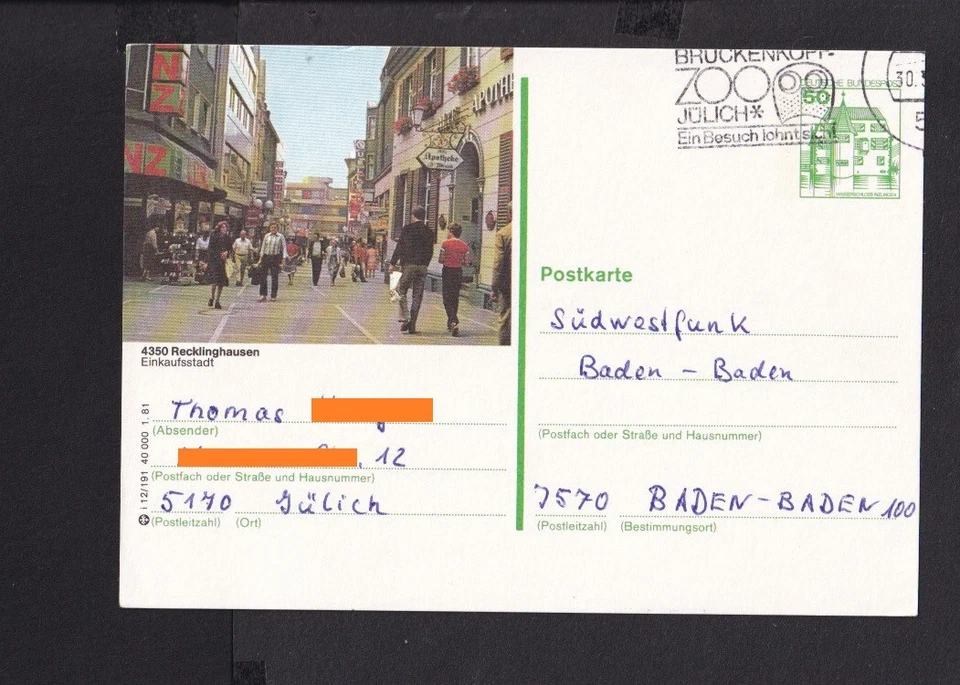 NZ
NZ
APOTH
Apotheke
4350 Recklinghausen
Einkaufsstadt
Thomas
(Absender)
12
(Postfach oder Straße und Hausnummer)
5170 Jülich
(Postleitzahl) (Ort)
i 12/191 40 000 1. 81
BRÜCKENKOPF-
ZOO
JÜLICH*
Ein Besuch lohnt sich
30.
5
DEUTSCHE BUNDESPOST
50
WASSERSCHLOSS INZLINGEN
Postkarte
Südwestfunk
Baden - Baden
(Postfach oder Straße und Hausnummer)
7570 BADEN-BADEN 100
(Postleitzahl) (Bestimmungsort)